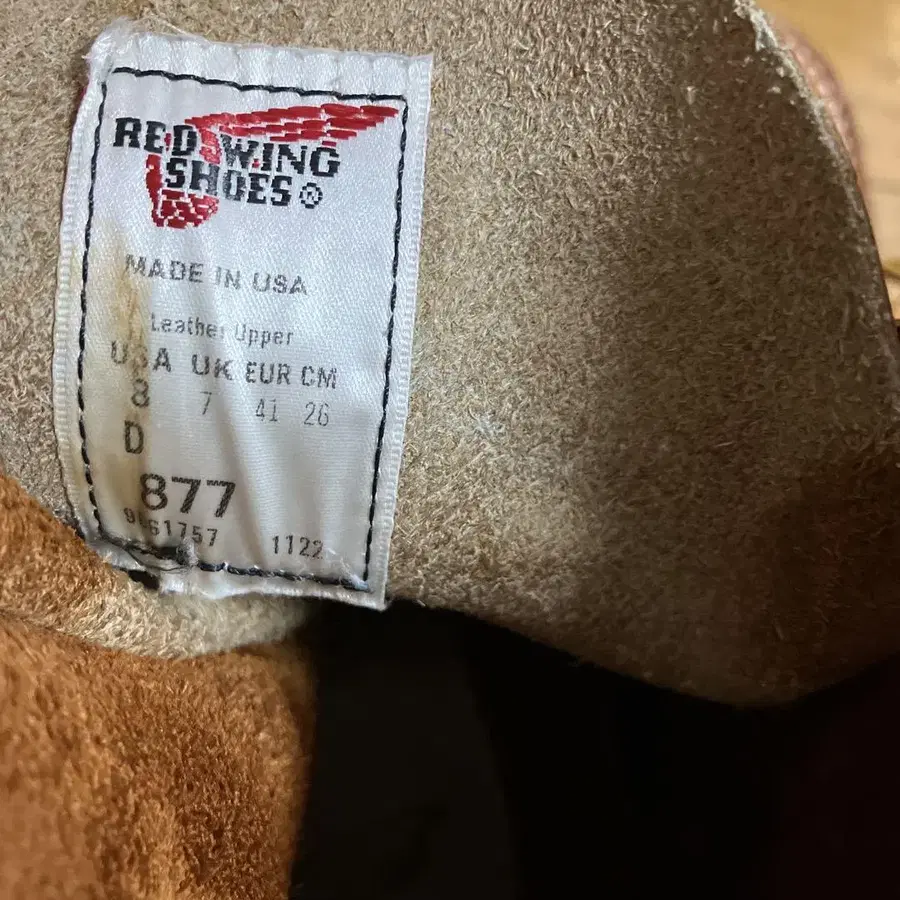 RED WING
SHOES®
MADE IN USA
Leather Upper
USA UK EUR CM
8 7 41 26
D
877
1122